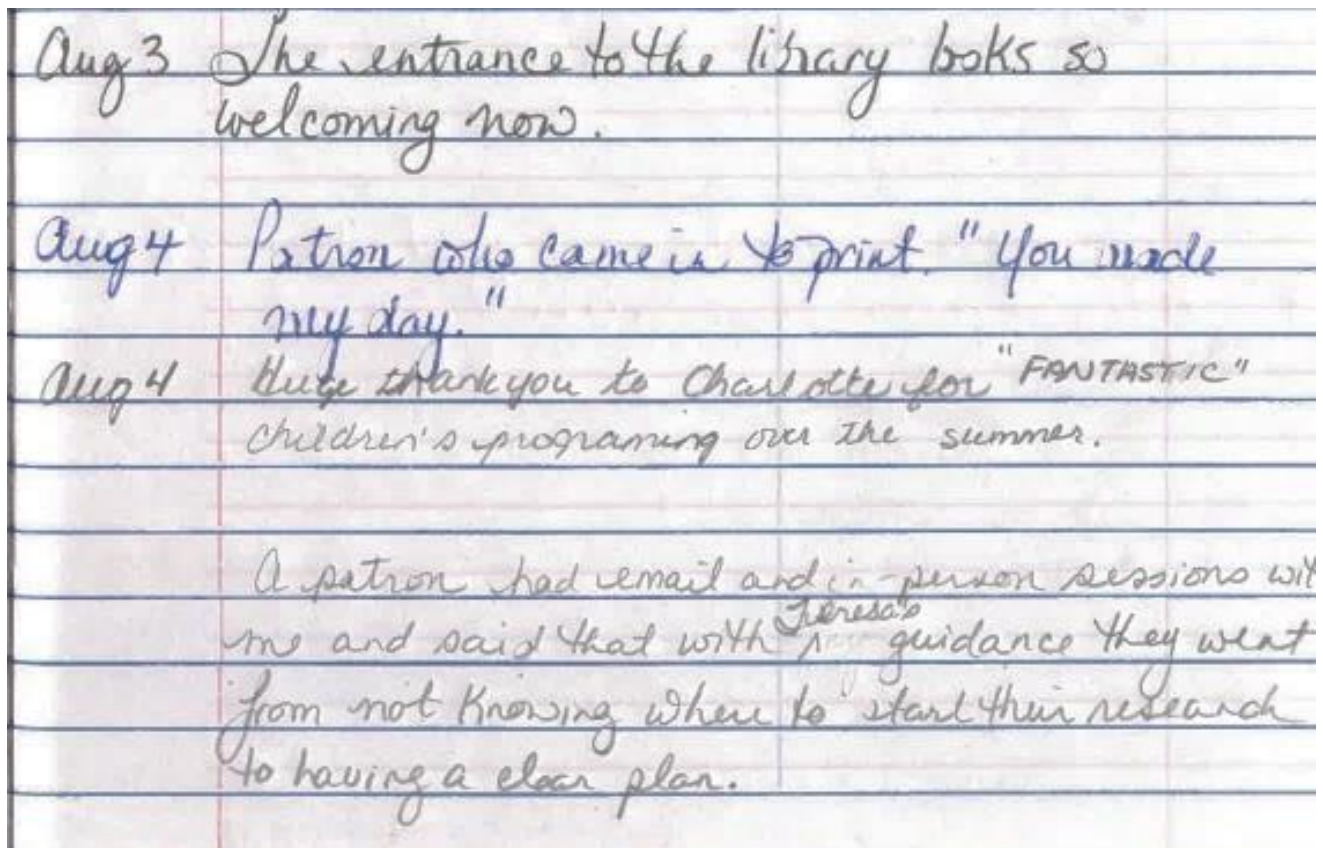 Aug 3 The entrance to the library looks so
welcoming now.
Aug 4 Patron who came in to print. "You made
my day."
Aug 4 Huge thank you to Charlotte for "FANTASTIC"
children's programing over the summer.
A patron had email and in-person sessions wit
Teresa's
me and said that with guidance they went
from not knowing where to start their research
to having a clear plan.